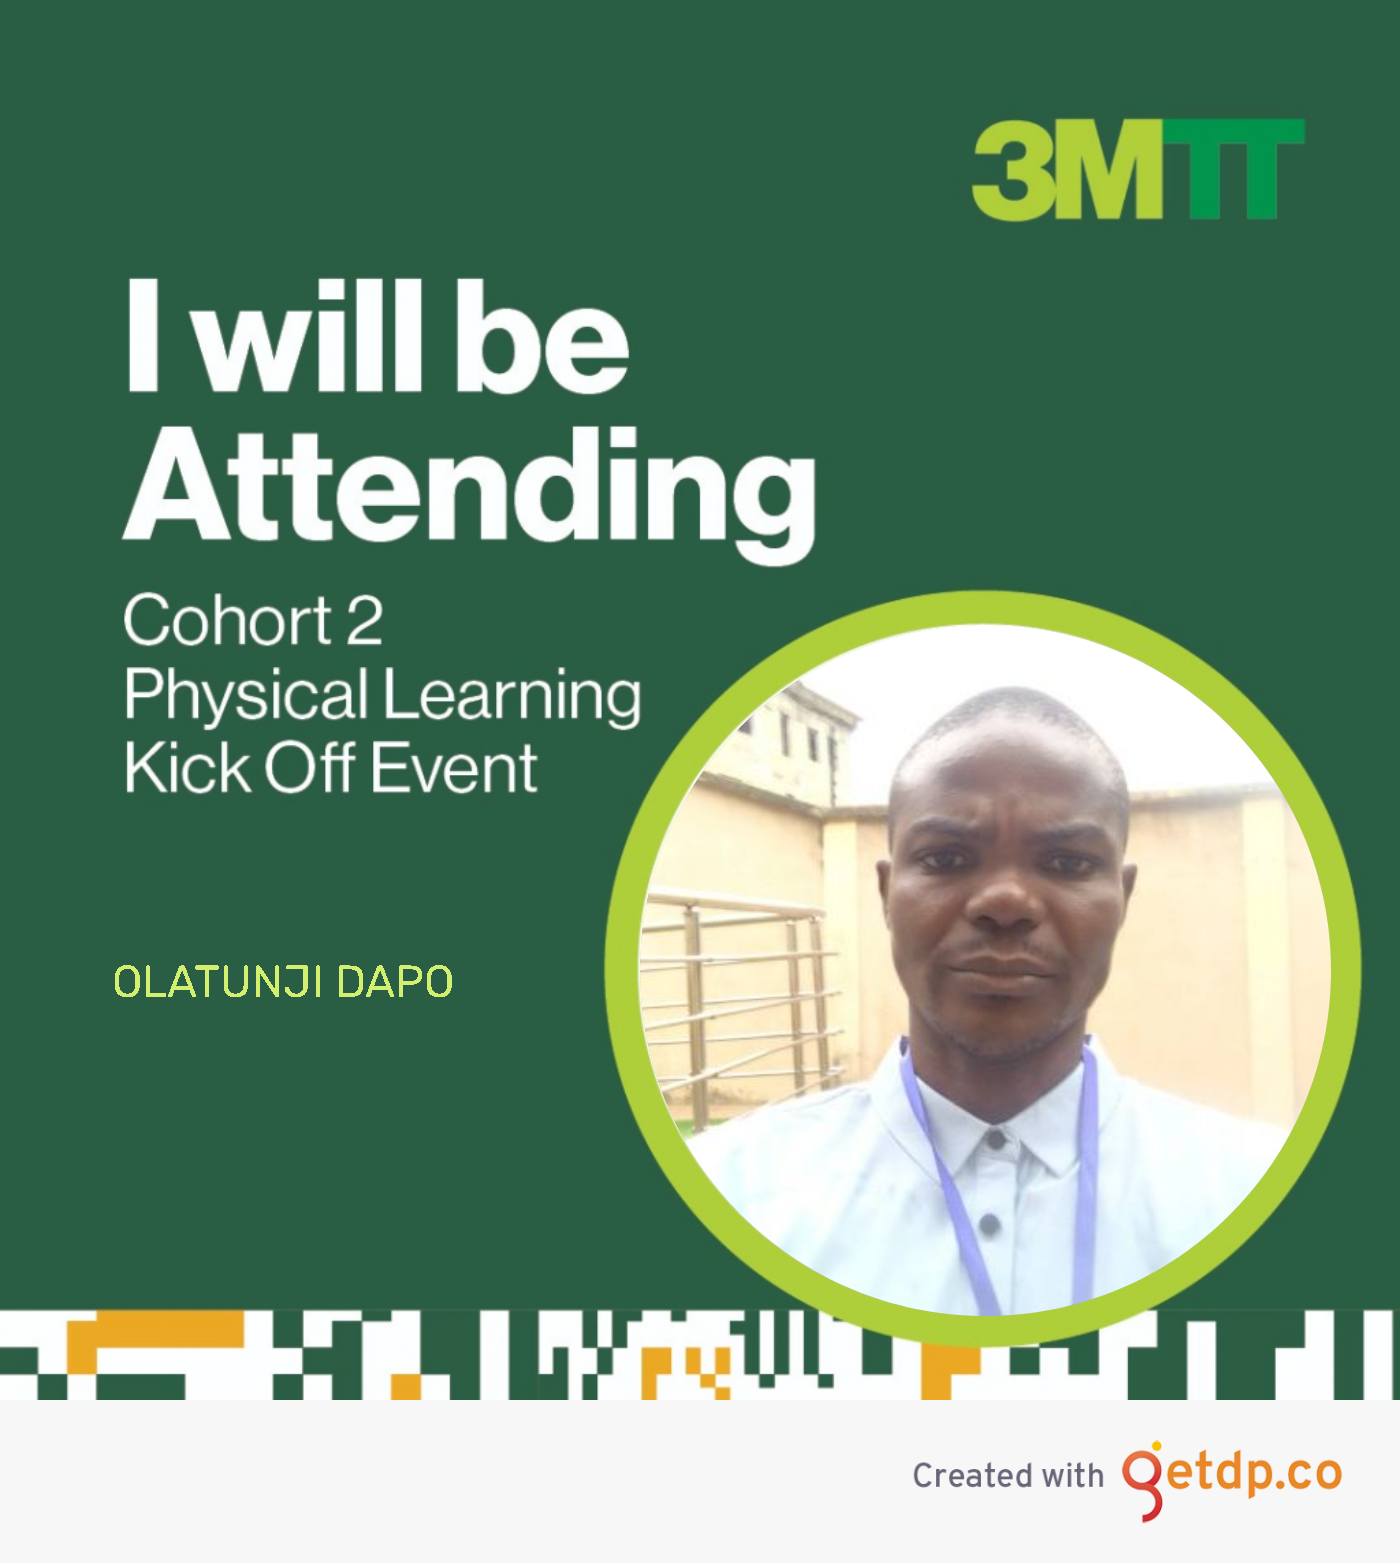 3MTT
I will be
Attending
Cohort 2
Physical Learning
Kick Off Event
OLATUNJI DAPO
Created with getdp.co